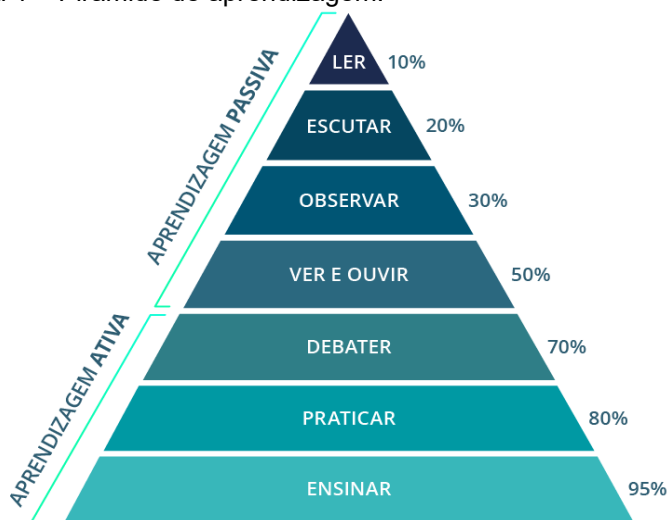 LER 10%
ESCUTAR 20%
OBSERVAR 30%
VER E OUVIR 50%
DEBATER 70%
PRATICAR 80%
ENSINAR 95%
APRENDIZAGEM PASSIVA
APRENDIZAGEM ATIVA